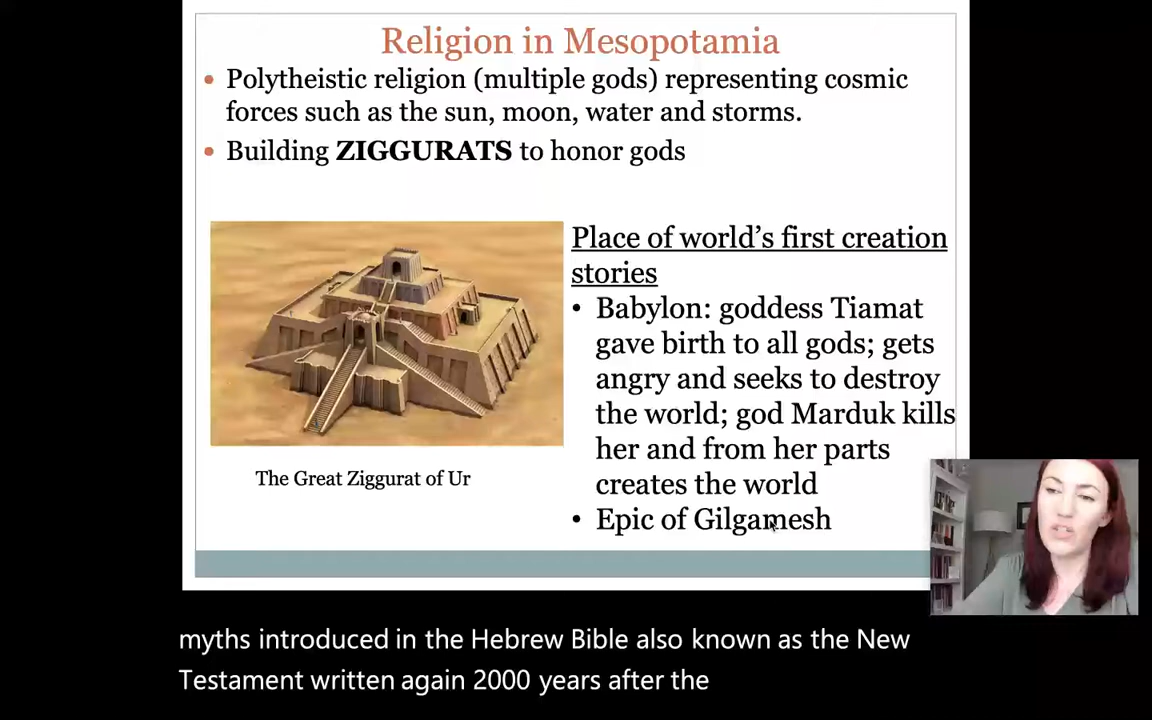 Religion in Mesopotamia
• Polytheistic religion (multiple gods) representing cosmic
forces such as the sun, moon, water and storms.
• Building ZIGGURATS to honor gods
Place of world's first creation
stories
• Babylon: goddess Tiamat
gave birth to all gods; gets
angry and seeks to destroy
the world; god Marduk kills
her and from her parts
creates the world
• Epic of Gilgamesh
The Great Ziggurat of Ur
myths introduced in the Hebrew Bible also known as the New
Testament written again 2000 years after the